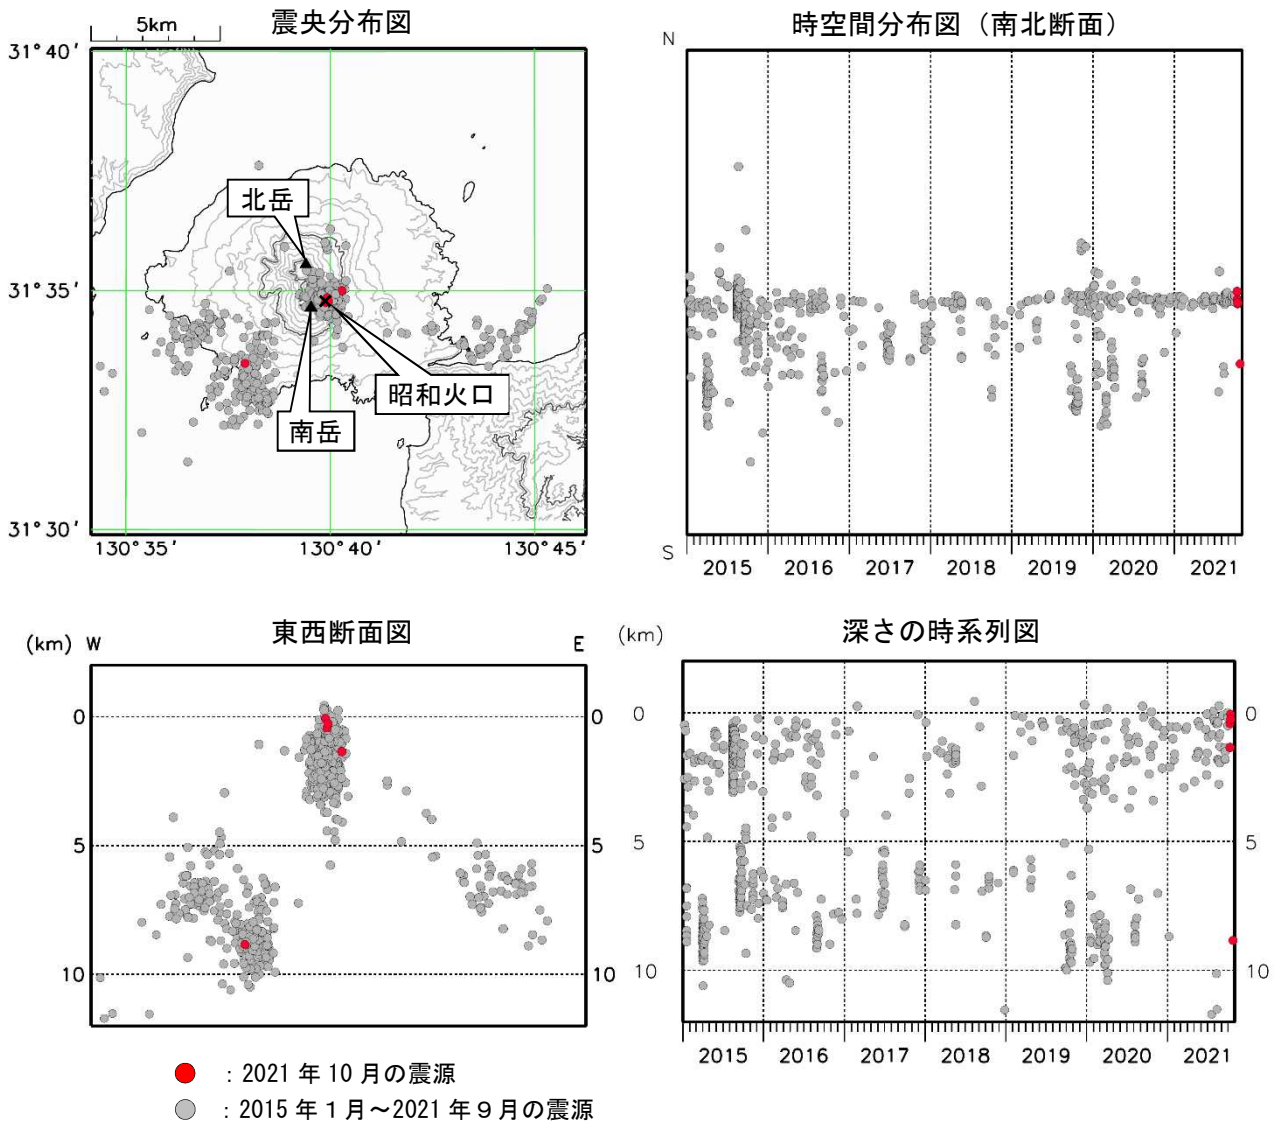 震央分布図
5km
31°40′
31°35′
31°30′
130°35′ 130°40′ 130°45′
北岳
南岳
昭和火口
時空間分布図（南北断面）
N
S
2015 2016 2017 2018 2019 2020 2021
東西断面図
(km) W E
0 0
5 5
10 10
深さの時系列図
(km)
0 0
5 5
10 10
2015 2016 2017 2018 2019 2020 2021
：2021 年 10 月の震源
：2015 年 １ 月～2021 年 ９ 月の震源